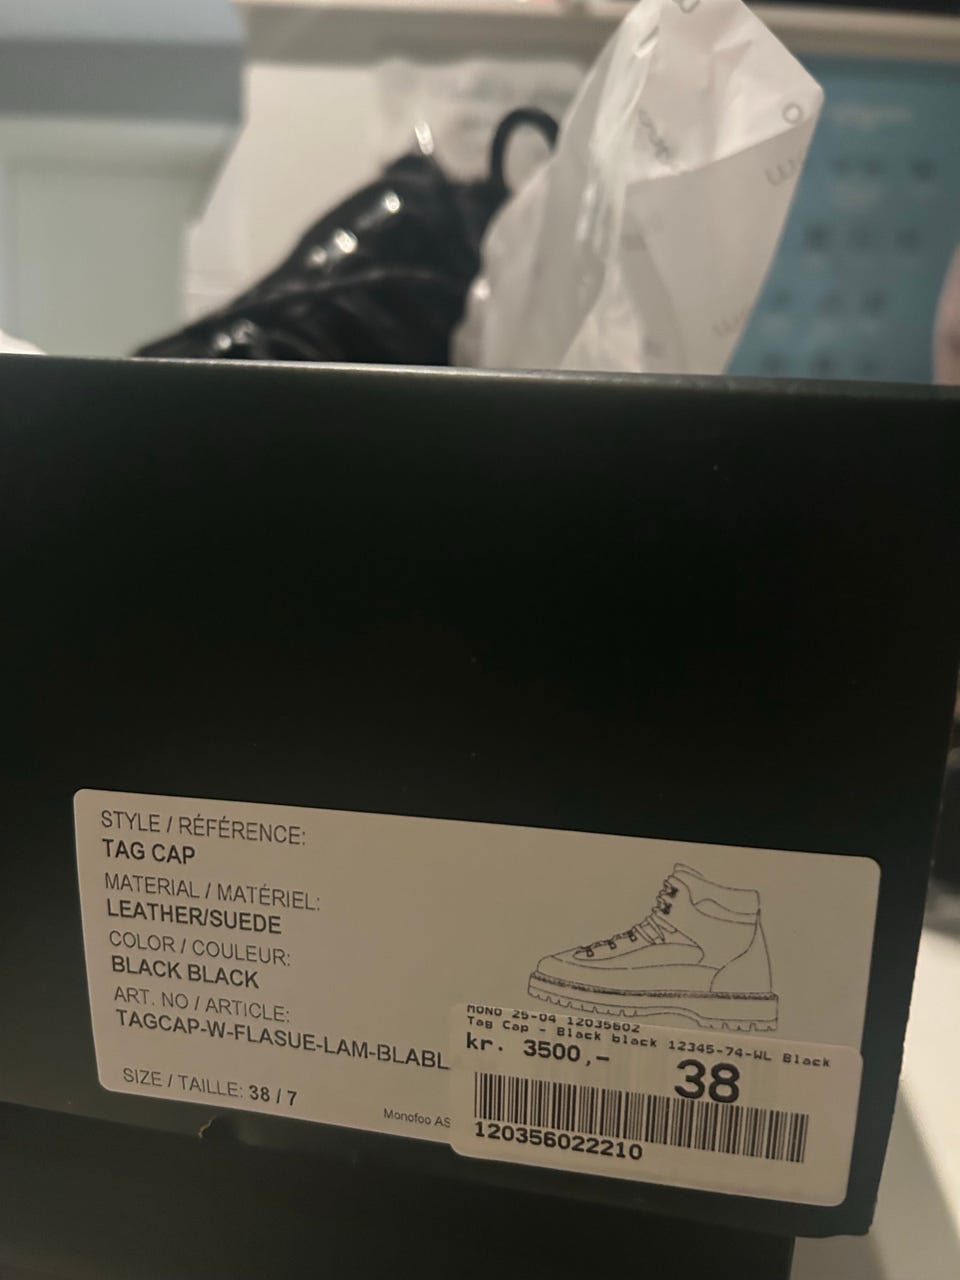 STYLE / RÉFÉRENCE:
TAG CAP
MATERIAL / MATÉRIEL:
LEATHER/SUEDE
COLOR / COULEUR:
BLACK BLACK
ART. NO / ARTICLE:
TAGCAP-W-FLASUE-LAM-BLABL
SIZE / TAILLE: 38 / 7
Monofoo AS
MONO 25-04 12035602
Tag Cap - Black black 12345-74-WL Black
kr. 3500,-
38
120356022210